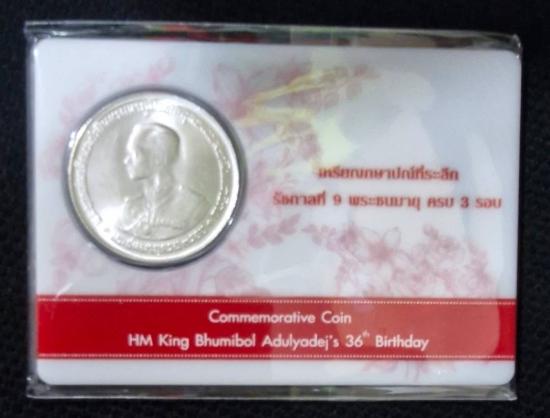 เหรียญกษาปณ์ที่ระลึก
รัชกาลที่ 9 พระชนมายุ ครบ 3 รอบ
Commemorative Coin
HM King Bhumibol Adulyadej's 36th Birthday